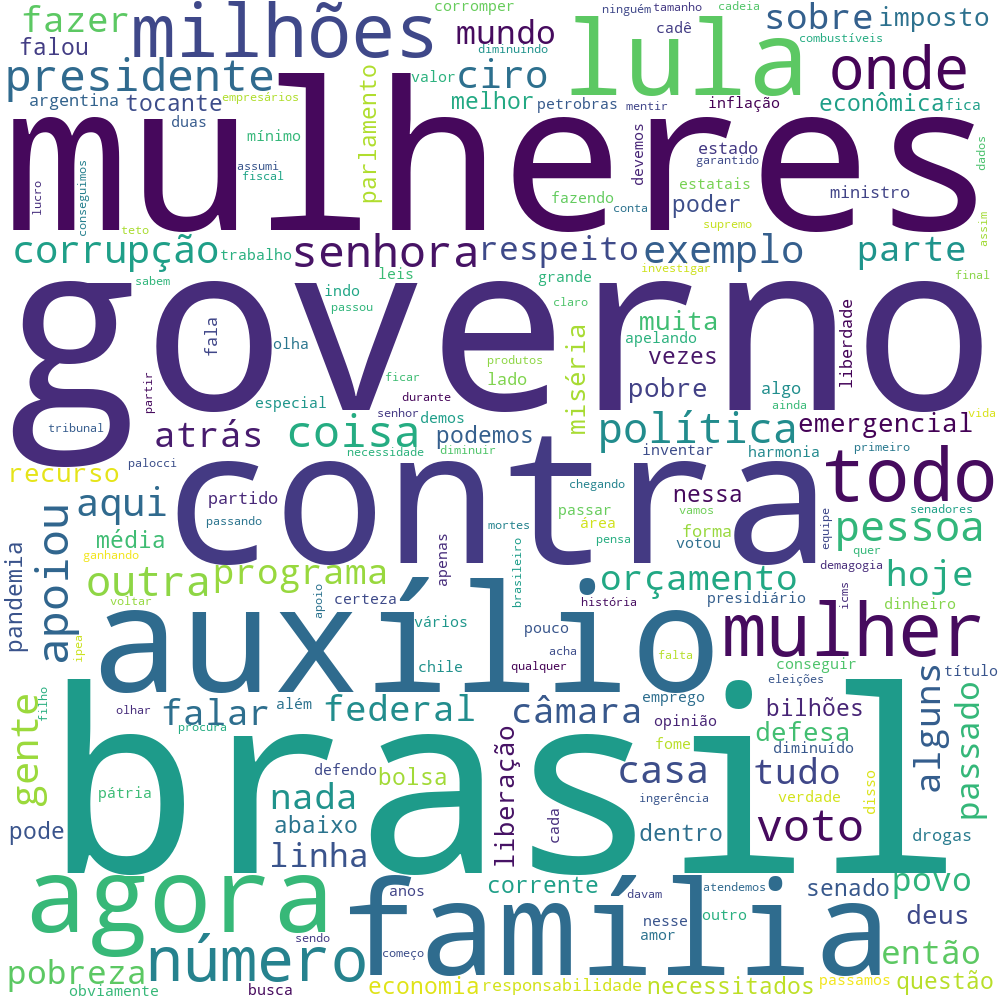 corromper ninguém tamanho cadeia
fazer milhões mundo cadê lula sobre imposto
falou diminuindo combustíveis
presidente valor ciro onde
argentina tocante empresários melhor petrobras mentir inflação econômica fica
duas
mulheres
mínimo parlamento devemos estado dados
assumi garantido
lucro conseguimos fiscal fazendo estatais poder ministro
conta
teto supremo assim
corrupção trabalho senhora respeito exemplo parte
sabem leis grande investigar final
indo passou claro
governo
fala olha miséria muita apelando vezes liberdade
produtos
partir ficar lado pobre algo
especial durante ainda
senhor
tribunal atrás coisa demos podemos política emergencial vida
necessidade diminuir inventar harmonia primeiro
palocci
recurso contra todo
aqui partido chegando nessa senadores
passando mortes passar área forma vamos pessoa
média pensa votou equipe quer
pandemia apoiou ganhando apenas demagogia
outra programa brasileiro orçamento hoje
voltar apoio certeza história presidiário icms dinheiro
auxílio
ipea vários pouco mulher
chile acha falta
qualquer conseguir título
além emprego eleições
filho olhar falar federal câmara opinião bilhões alguns passado
procura fome defesa
gente diminuído
defendo bolsa liberação casa tudo disso
brasil
pátria nada ingerência verdade
pode abaixo cada dentro voto drogas
linha
agora família
anos corrente davam atendemos senado povo
nesse outro deus
sendo amor
número começo então
pobreza economia responsabilidade necessitados passamos questão
obviamente busca